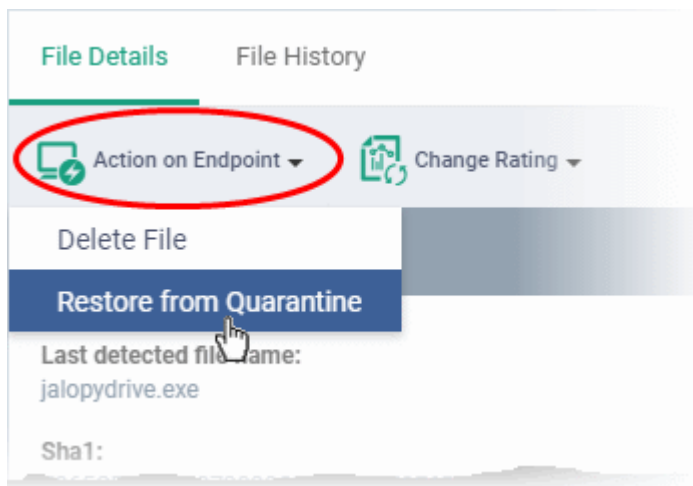 File Details File History
Action on Endpoint Change Rating
Delete File
Restore from Quarantine
Last detected file name:
jalopydrive.exe
Sha1: